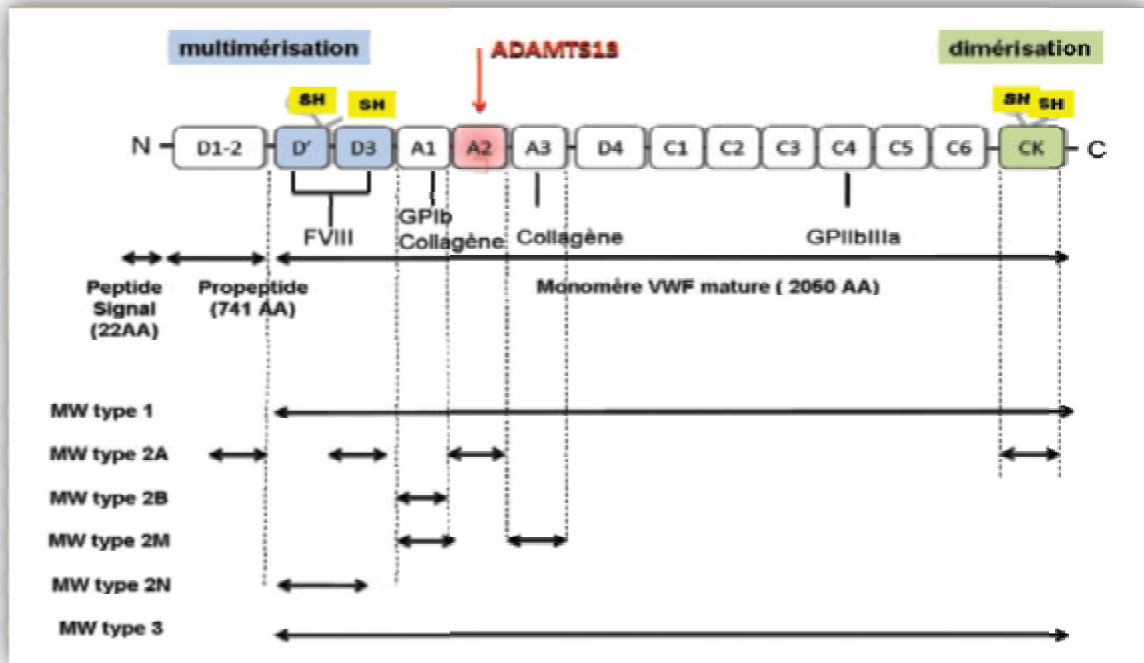 multimérisation
ADAMTS13
dimérisation
SH SH SH SH
N D1-2 D' D3 A1 A2 A3 D4 C1 C2 C3 C4 C5 C6 CK C
FVIII
GPIb
Collagène
Collagène
GPIIbIIIa
Peptide
Signal
(22AA)
Propeptide
(741 AA)
Monomère VWF mature ( 2050 AA)
MW type 1
MW type 2A
MW type 2B
MW type 2M
MW type 2N
MW type 3